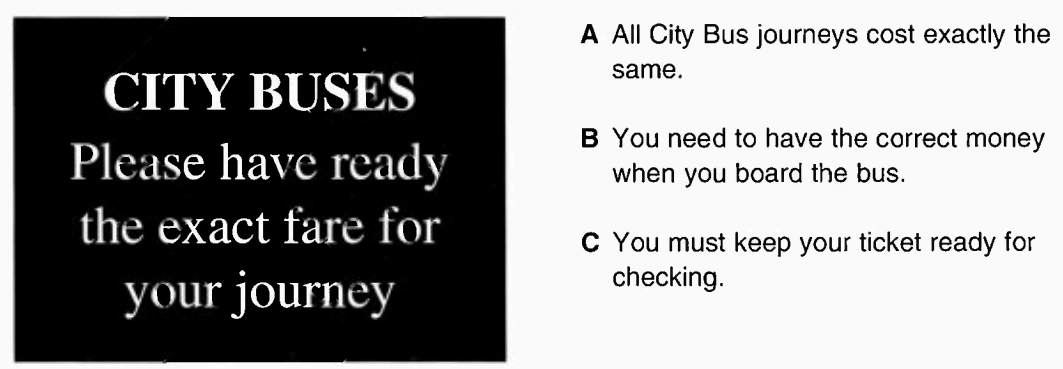 CITY BUSES
Please have ready
the exact fare for
your journey
A All City Bus journeys cost exactly the
same.
B You need to have the correct money
when you board the bus.
C You must keep your ticket ready for
checking.